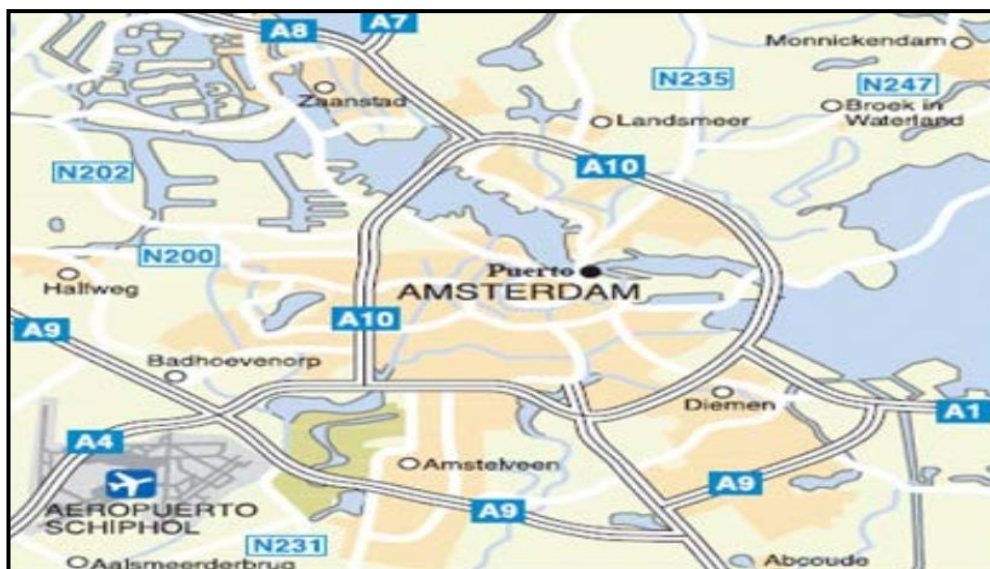 A8
A7
Monnickendam
N235
N247
Zaanstad
Broek in
Waterland
Landsmeer
N202
A10
N200
Puerto
AMSTERDAM
Halfweg
A10
A9
Badhoevenorp
Diemen
A1
A4
Amstelveen
A9
A9
AEROPUERTO
SCHIPHOL
N231
Abcoude
Aalsmeerderbrug